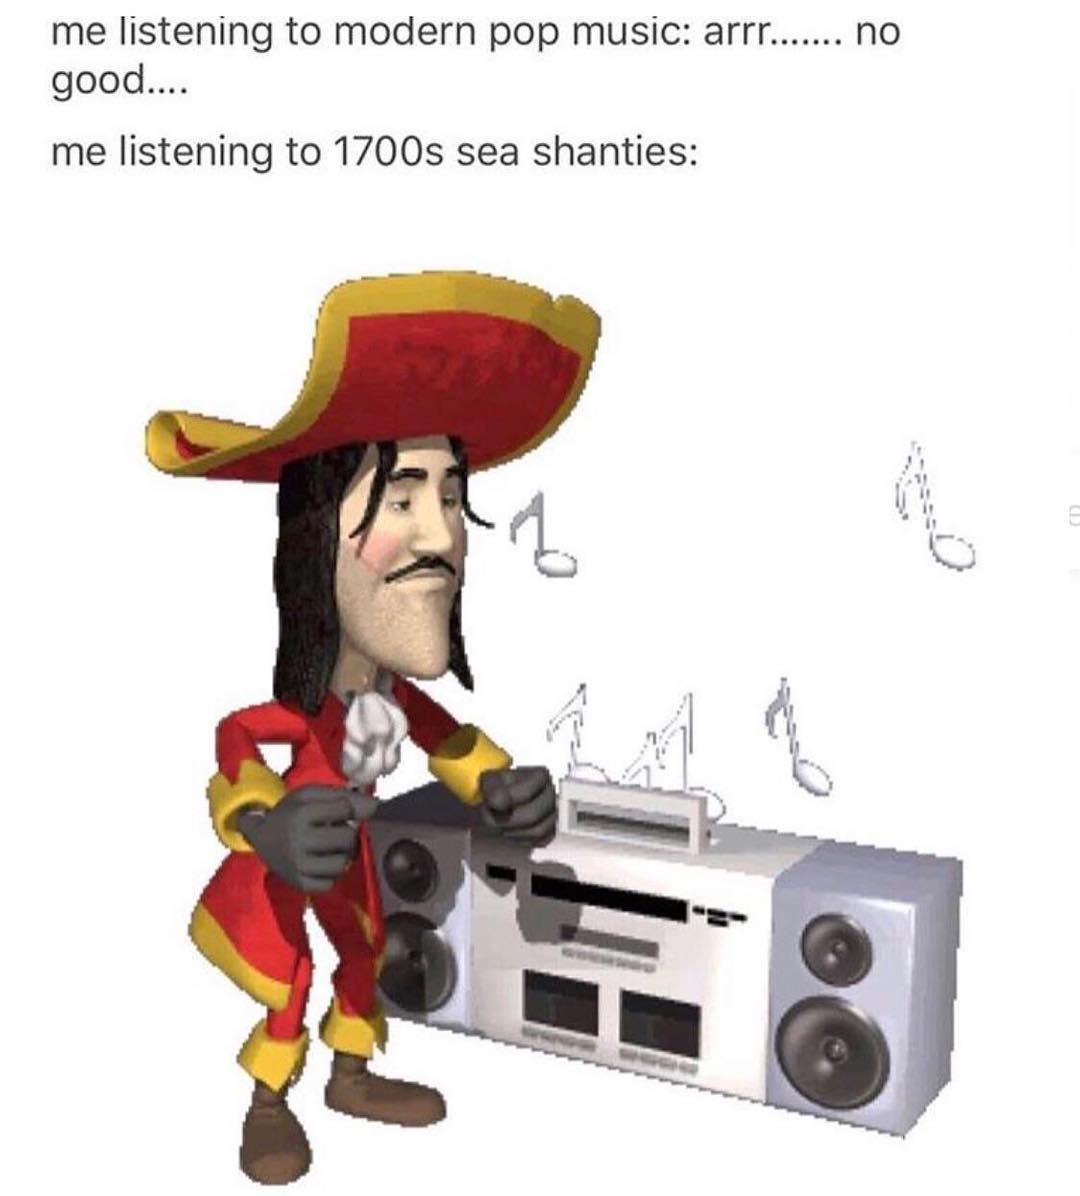 me listening to modern pop music: arrr....... no
good....
me listening to 1700s sea shanties: